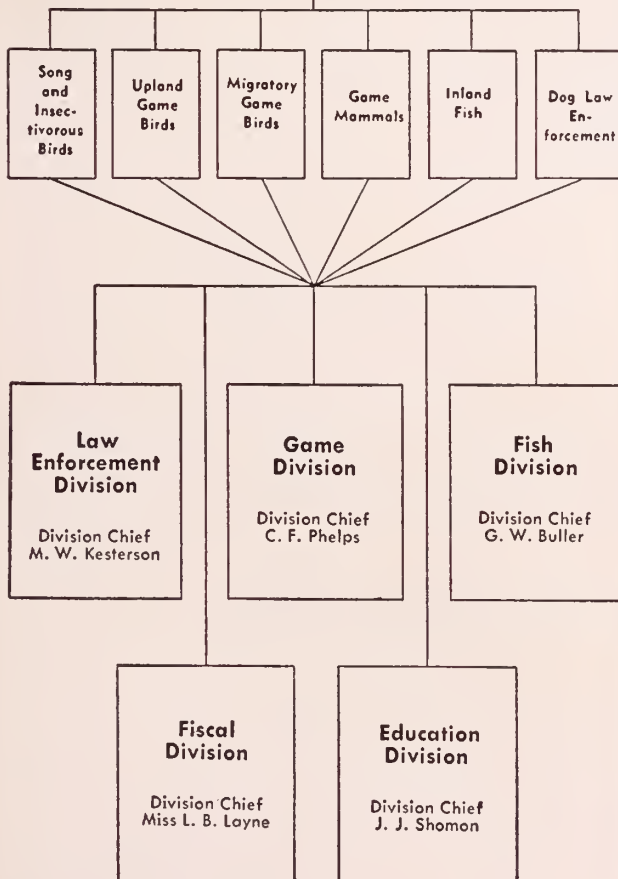 Song
and
Insec-
tivorous
Birds
Upland
Game
Birds
Migratory
Game
Birds
Game
Mammals
Inland
Fish
Dog Law
En-
forcement
Law
Enforcement
Division
Division Chief
M. W. Kesterson
Game
Division
Division Chief
C. F. Phelps
Fish
Division
Division Chief
G. W. Buller
Fiscal
Division
Division Chief
Miss L. B. Layne
Education
Division
Division Chief
J. J. Shomon